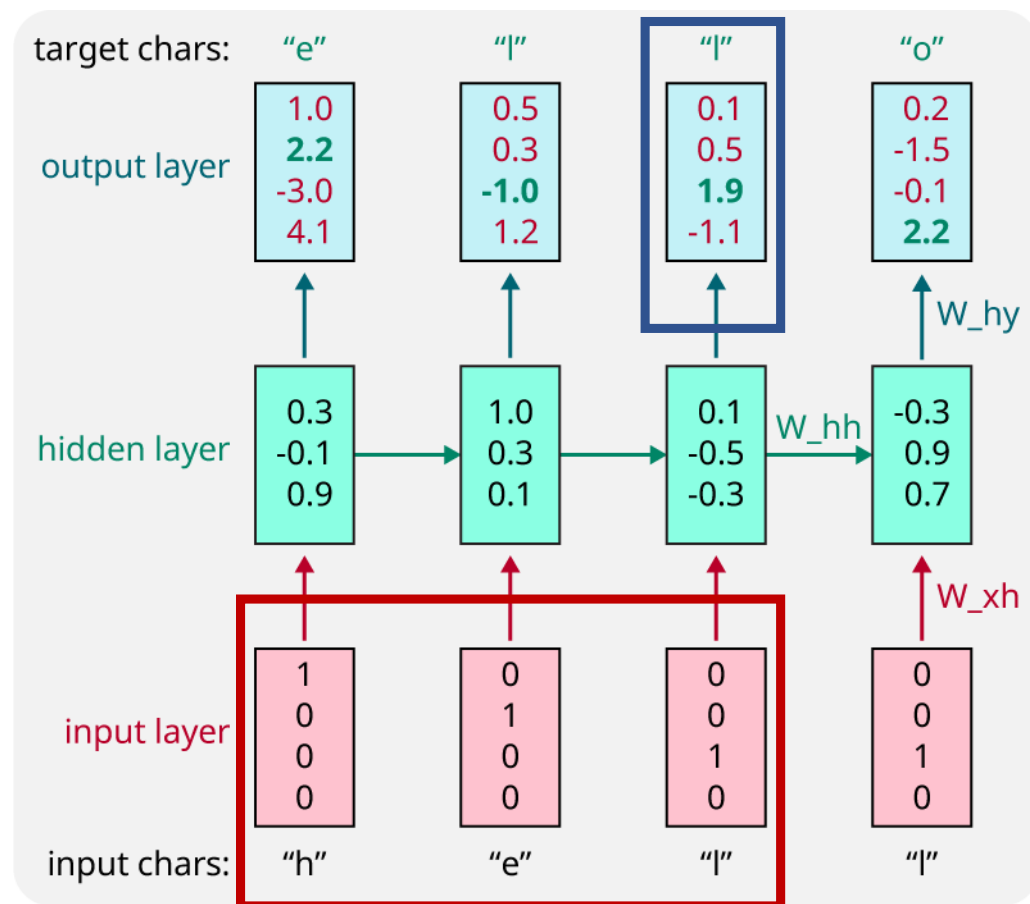 target chars: “e” “l” “l” “o”
output layer
1.0 0.5 0.1 0.2
2.2 0.3 0.5 -1.5
-3.0 -1.0 1.9 -0.1
4.1 1.2 -1.1 2.2
W_hy
hidden layer
0.3 1.0 0.1 -0.3
-0.1 0.3 -0.5 0.9
0.9 0.1 -0.3 0.7
W_hh
W_xh
input layer
1 0 0 0
0 1 0 0
0 0 1 1
0 0 0 0
input chars: “h” “e” “l” “l”